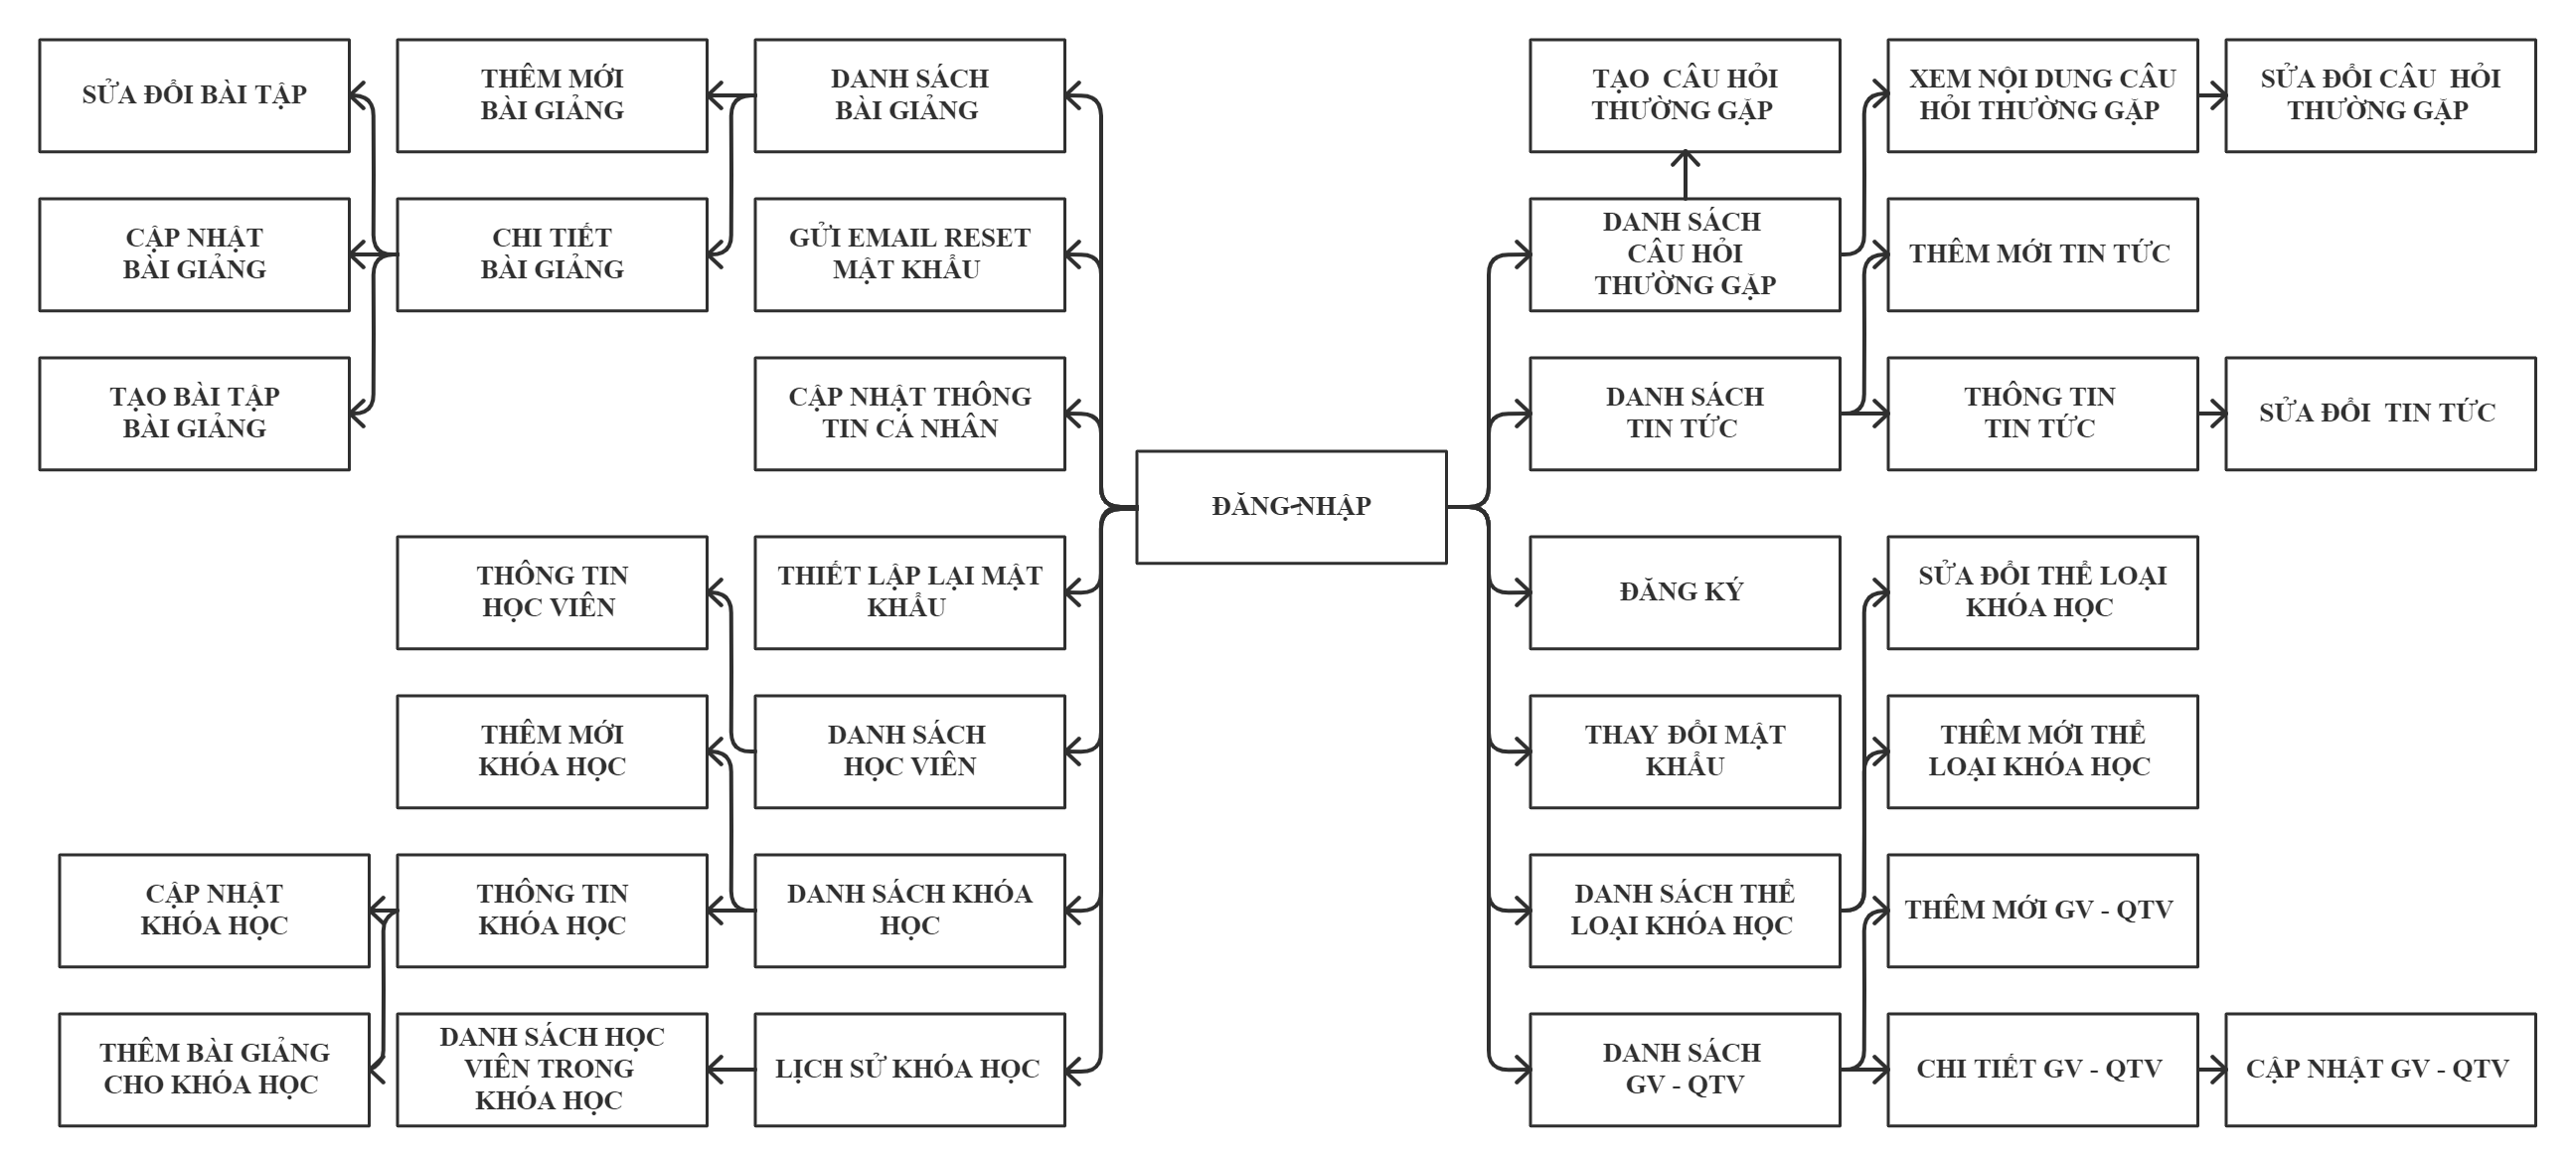 SỬA ĐỔI BÀI TẬP
THÊM MỚI
BÀI GIẢNG
DANH SÁCH
BÀI GIẢNG
TẠO CÂU HỎI
THƯỜNG GẶP
XEM NỘI DUNG CÂU
HỎI THƯỜNG GẶP
SỬA ĐỔI CÂU HỎI
THƯỜNG GẶP
CẬP NHẬT
BÀI GIẢNG
CHI TIẾT
BÀI GIẢNG
GỬI EMAIL RESET
MẬT KHẨU
DANH SÁCH
CÂU HỎI
THƯỜNG GẶP
THÊM MỚI TIN TỨC
TẠO BÀI TẬP
BÀI GIẢNG
CẬP NHẬT THÔNG
TIN CÁ NHÂN
DANH SÁCH
TIN TỨC
THÔNG TIN
TIN TỨC
SỬA ĐỔI TIN TỨC
ĐĂNG NHẬP
THÔNG TIN
HỌC VIÊN
THIẾT LẬP LẠI MẬT
KHẨU
ĐĂNG KÝ
SỬA ĐỔI THỂ LOẠI
KHÓA HỌC
THÊM MỚI
KHÓA HỌC
DANH SÁCH
HỌC VIÊN
THAY ĐỔI MẬT
KHẨU
THÊM MỚI THỂ
LOẠI KHÓA HỌC
CẬP NHẬT
KHÓA HỌC
THÔNG TIN
KHÓA HỌC
DANH SÁCH KHÓA
HỌC
DANH SÁCH THỂ
LOẠI KHÓA HỌC
THÊM MỚI GV - QTV
THÊM BÀI GIẢNG
CHO KHÓA HỌC
DANH SÁCH HỌC
VIÊN TRONG
KHÓA HỌC
LỊCH SỬ KHÓA HỌC
DANH SÁCH
GV - QTV
CHI TIẾT GV - QTV
CẬP NHẬT GV - QTV